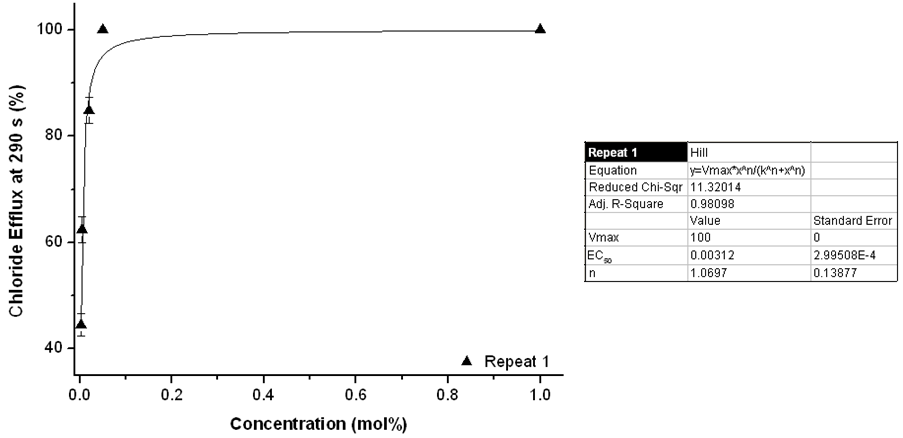 Chloride Efflux at 290 s (%)
100
80
60
40
0.0 0.2 0.4 0.6 0.8 1.0
Concentration (mol%)
Repeat 1
Repeat 1 Hill
Equation y=Vmax*x^n/(k^n+x^n)
Reduced Chi-Sqr 11.32014
Adj. R-Square 0.98098
Value Standard Error
Vmax 100 0
EC50 0.00312 2.99508E-4
n 1.0697 0.13877